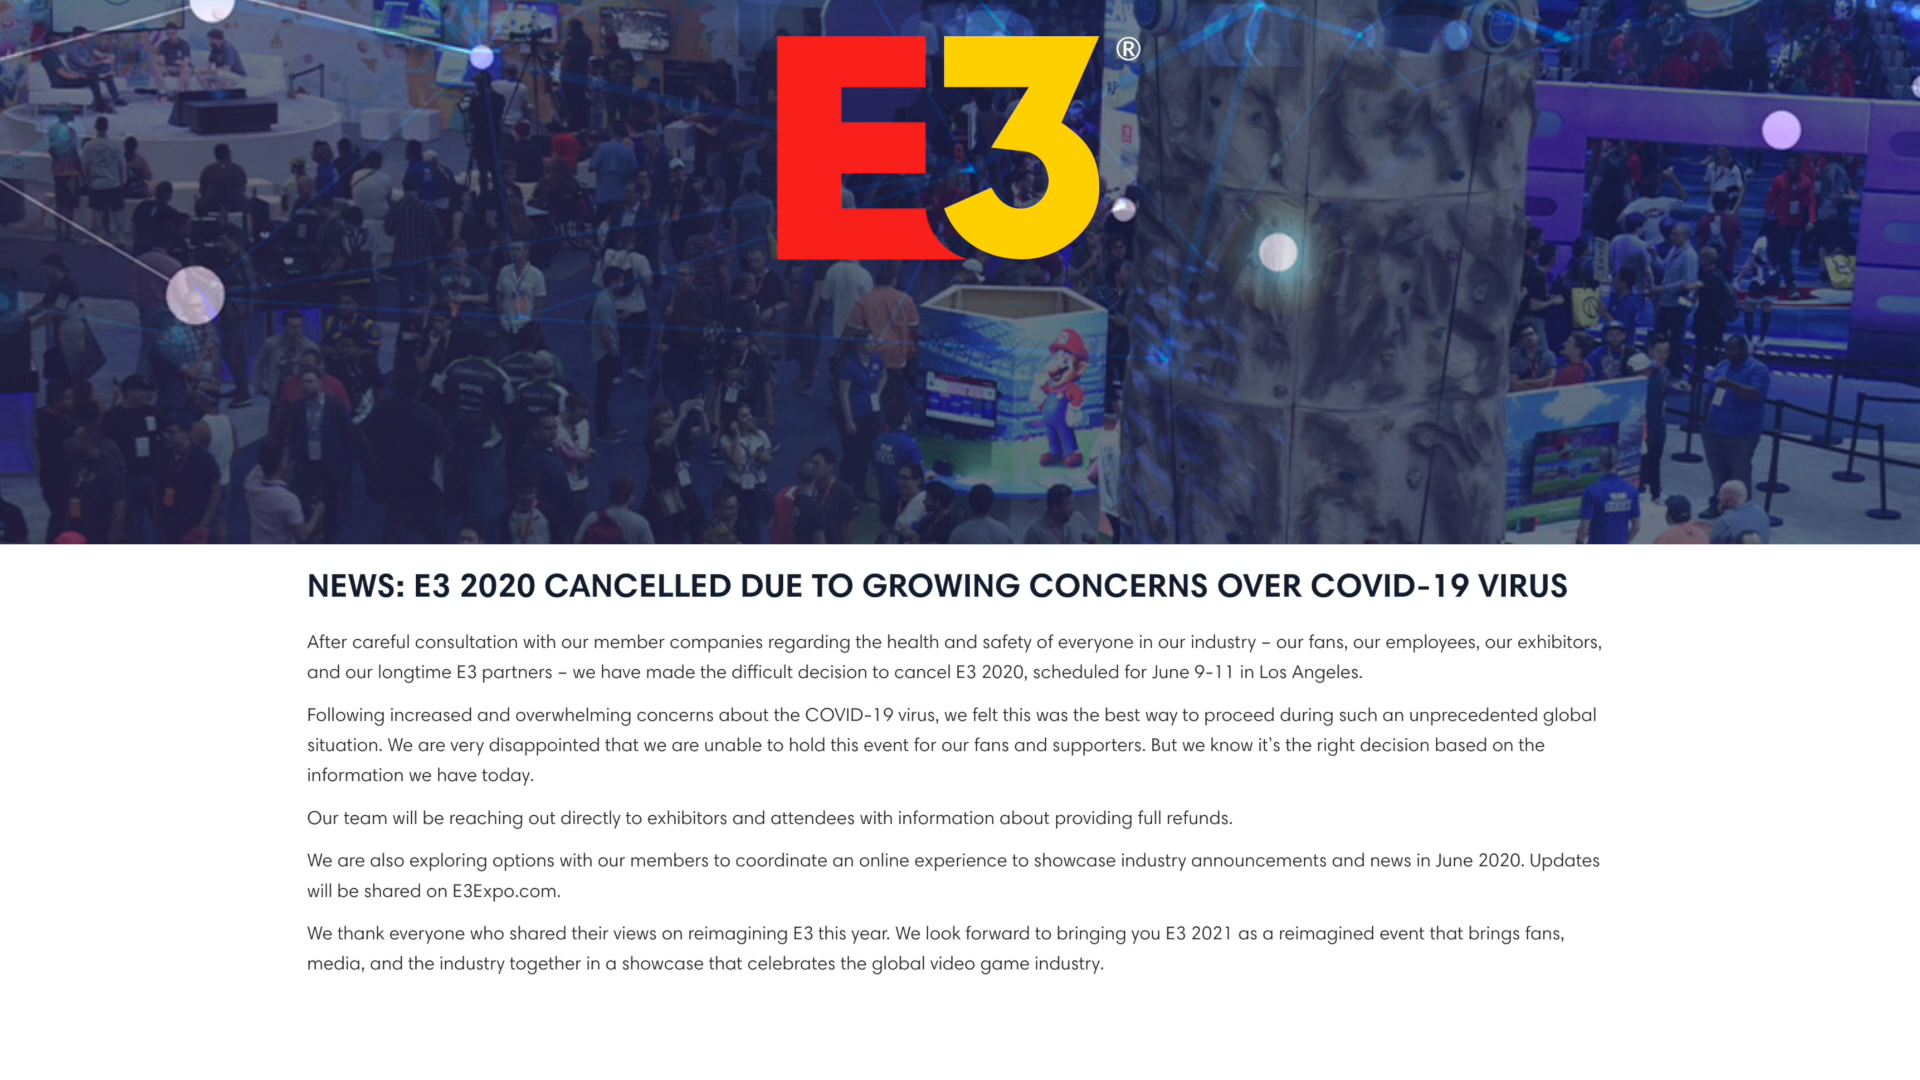 E3®
NEWS: E3 2020 CANCELLED DUE TO GROWING CONCERNS OVER COVID-19 VIRUS
After careful consultation with our member companies regarding the health and safety of everyone in our industry – our fans, our employees, our exhibitors,
and our longtime E3 partners – we have made the difficult decision to cancel E3 2020, scheduled for June 9-11 in Los Angeles.
Following increased and overwhelming concerns about the COVID-19 virus, we felt this was the best way to proceed during such an unprecedented global
situation. We are very disappointed that we are unable to hold this event for our fans and supporters. But we know it's the right decision based on the
information we have today.
Our team will be reaching out directly to exhibitors and attendees with information about providing full refunds.
We are also exploring options with our members to coordinate an online experience to showcase industry announcements and news in June 2020. Updates
will be shared on E3Expo.com.
We thank everyone who shared their views on reimagining E3 this year. We look forward to bringing you E3 2021 as a reimagined event that brings fans,
media, and the industry together in a showcase that celebrates the global video game industry.